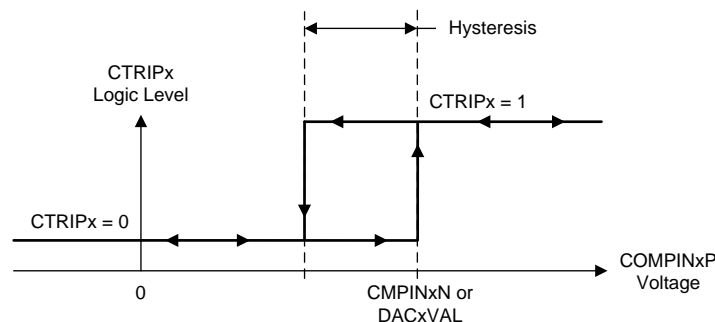 Hysteresis
CTRIPx
Logic Level
CTRIPx = 1
CTRIPx = 0
COMPINxP
Voltage
0
CMPINxN or
DACxVAL